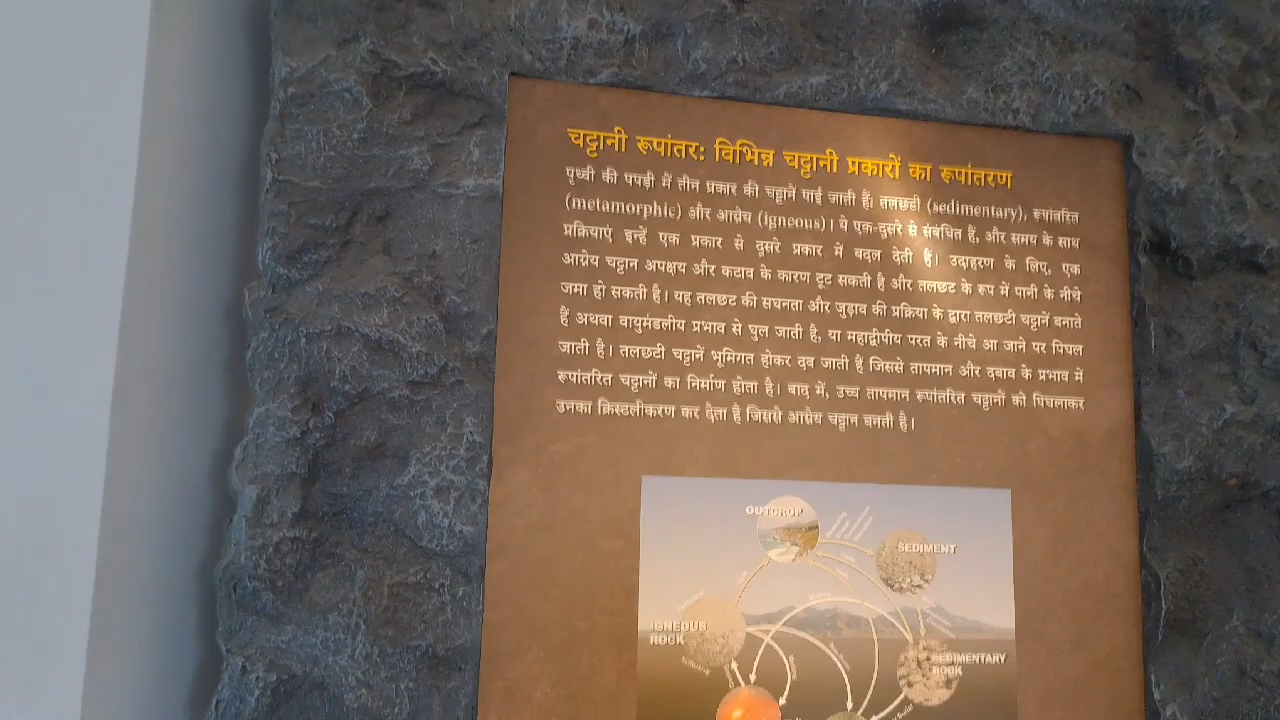 चट्टानी रूपांतर: विभिन्न चट्टानी प्रकारों का रूपांतरण
पृथ्वी की पपड़ी में तीन प्रकार की चट्टानें पाई जाती हैं। तलछटी (sedimentary), रूपांतरित
(metamorphic) और आग्नेय (igneous)। ये एक-दूसरे से संबंधित हैं, और समय के साथ
प्रक्रियाएं इन्हें एक प्रकार से दूसरे प्रकार में बदल देती हैं। उदाहरण के लिए, एक
आग्नेय चट्टान अपक्षय और कटाव के कारण टूट सकती है और तलछट के रूप में पानी के नीचे
जमा हो सकती है। यह तलछट की सघनता और जुड़ाव की प्रक्रिया के द्वारा तलछटी चट्टानें बनाते
हैं अथवा वायुमंडलीय प्रभाव से घुल जाती है, या महाद्वीपीय परत के नीचे आ जाने पर पिघल
जाती है। तलछटी चट्टानें भूमिगत होकर दब जाती हैं जिससे तापमान और दबाव के प्रभाव में
रूपांतरित चट्टानों का निर्माण होता है। बाद में, उच्च तापमान रूपांतरित चट्टानों को पिघलाकर
उनका क्रिस्टलीकरण कर देता है जिससे आग्नेय चट्टान बनती है।
OUTCROP
SEDIMENT
IGNEOUS
ROCK
SEDIMENTARY
ROCK